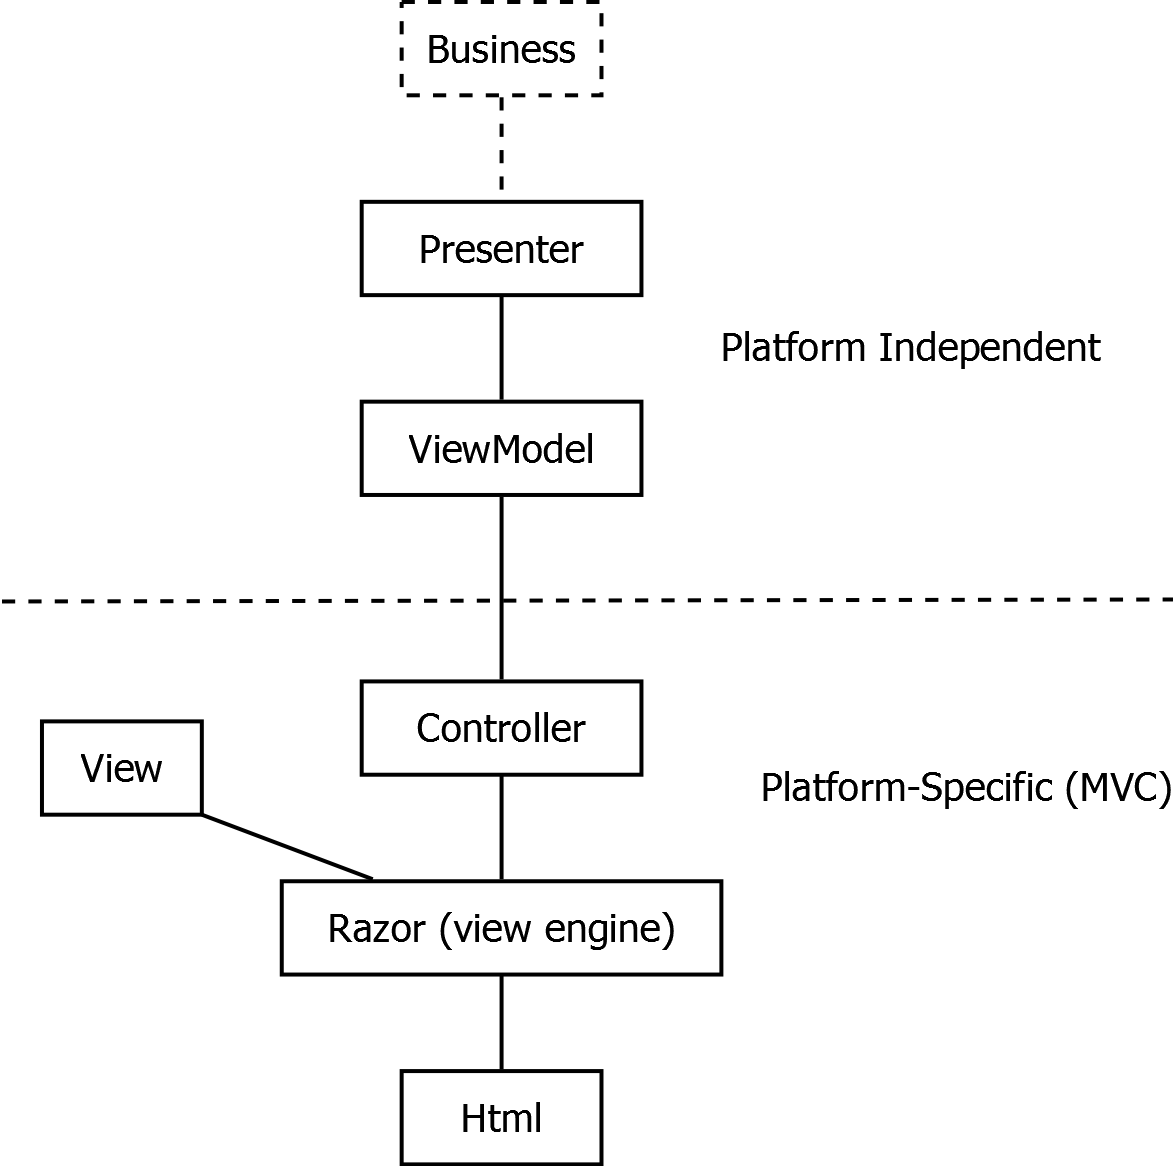 Business
Presenter
Platform Independent
ViewModel
Controller
View
Platform-Specific (MVC)
Razor (view engine)
Html